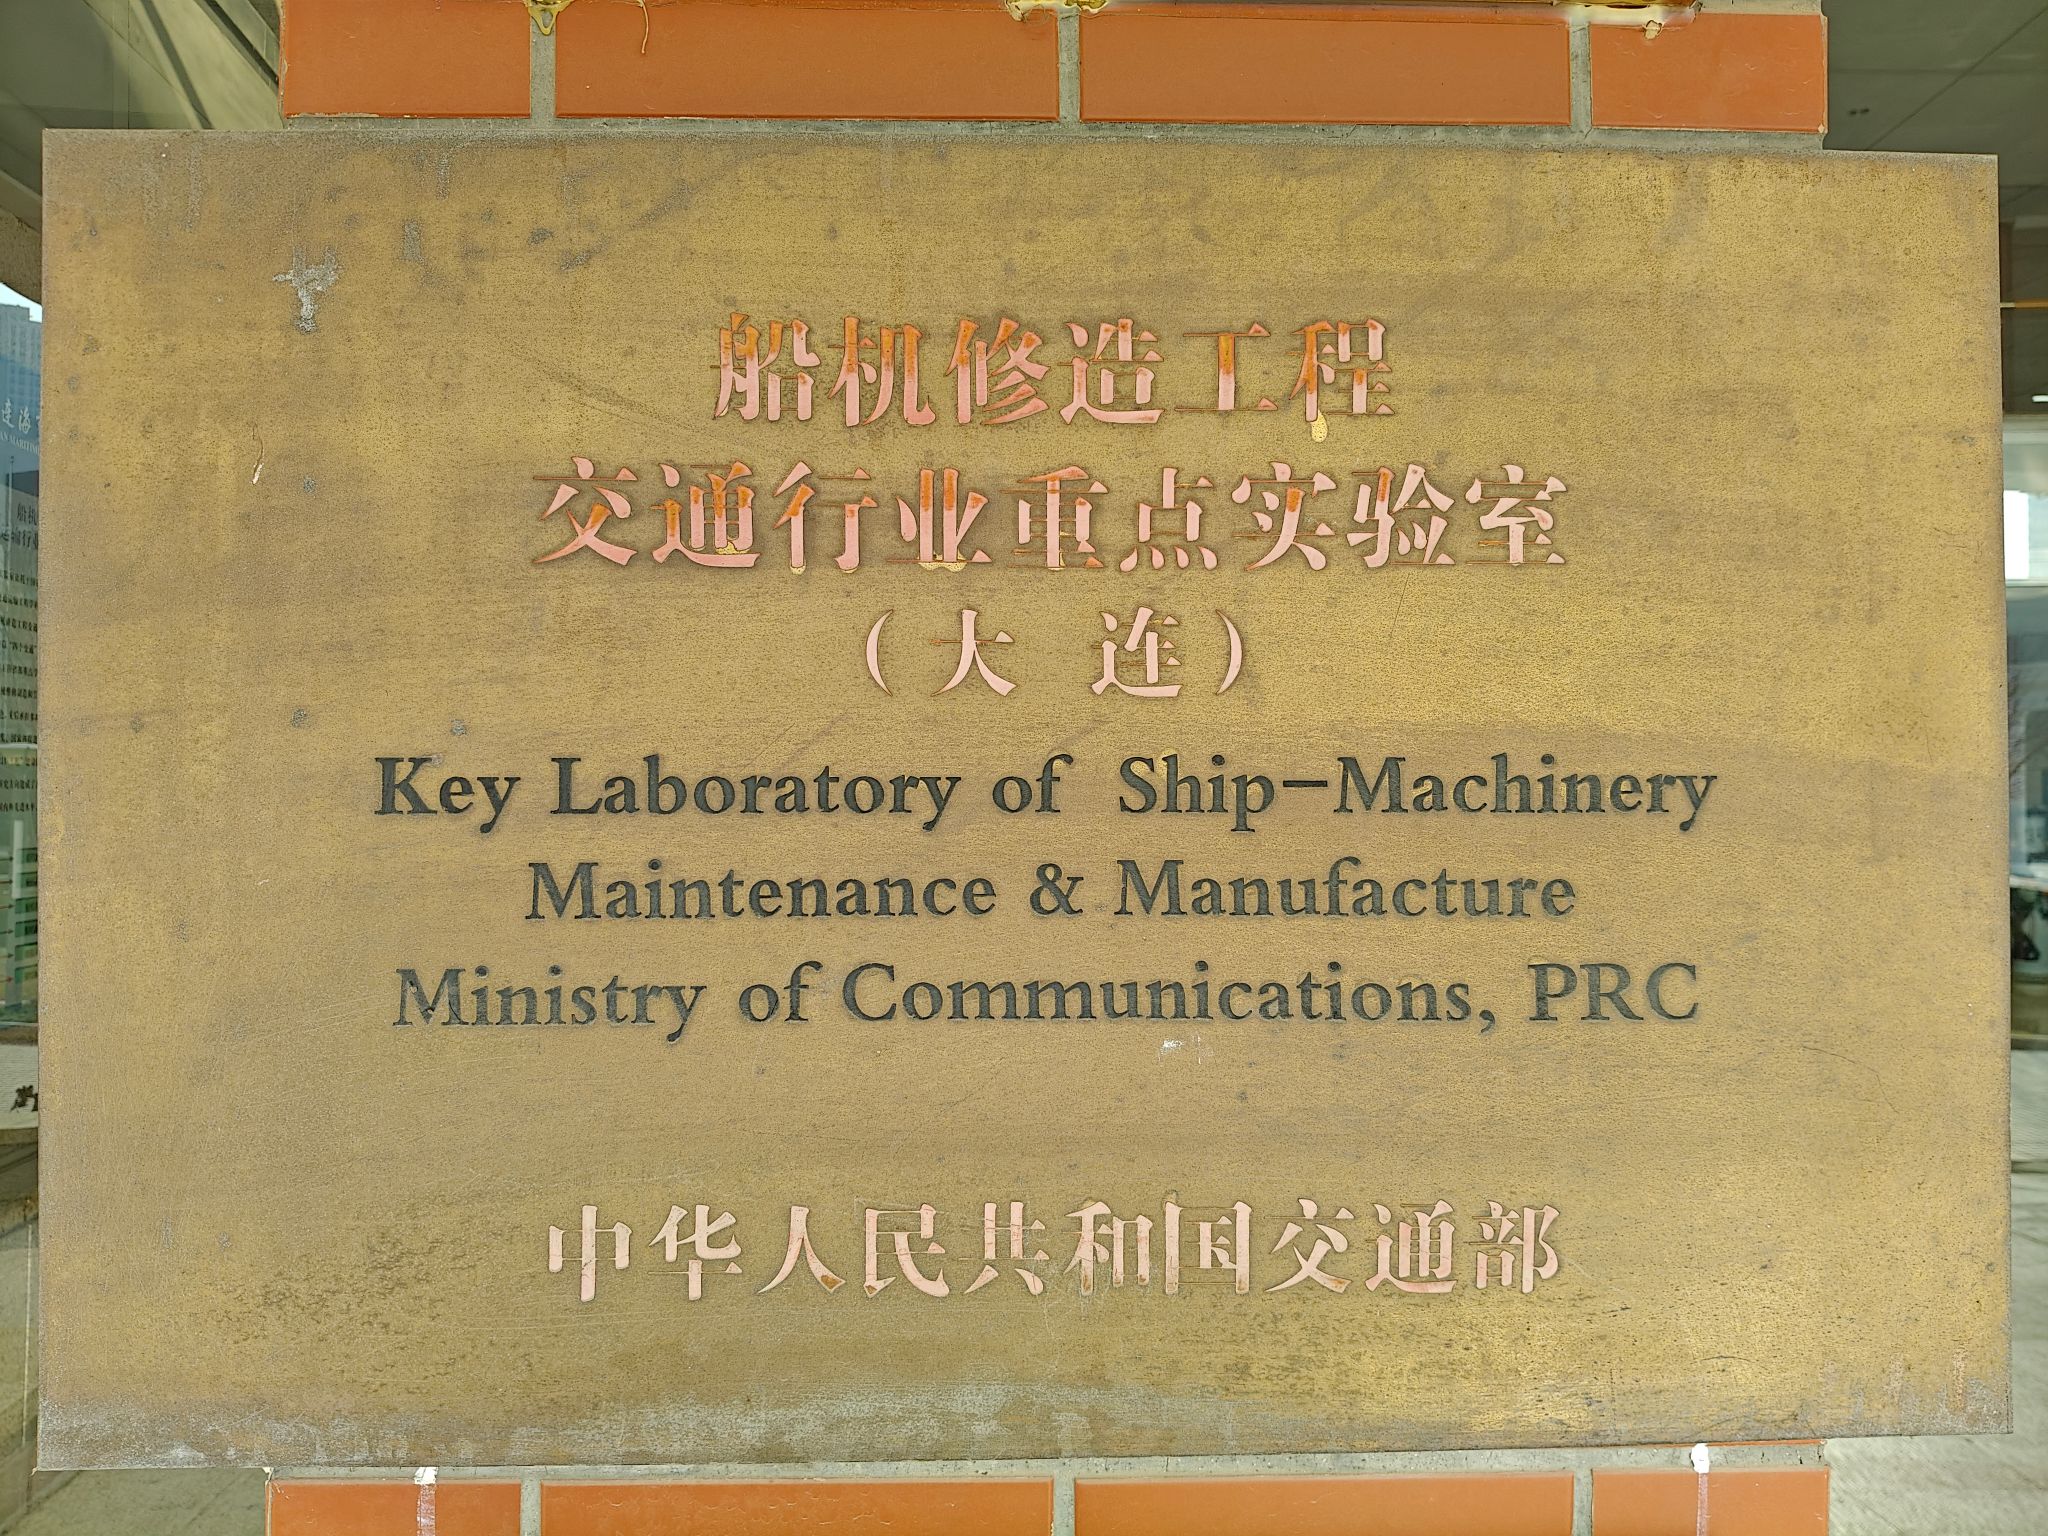 船机修造工程
交通行业重点实验室
（大 连）
Key Laboratory of Ship-Machinery
Maintenance & Manufacture
Ministry of Communications, PRC
中华人民共和国交通部